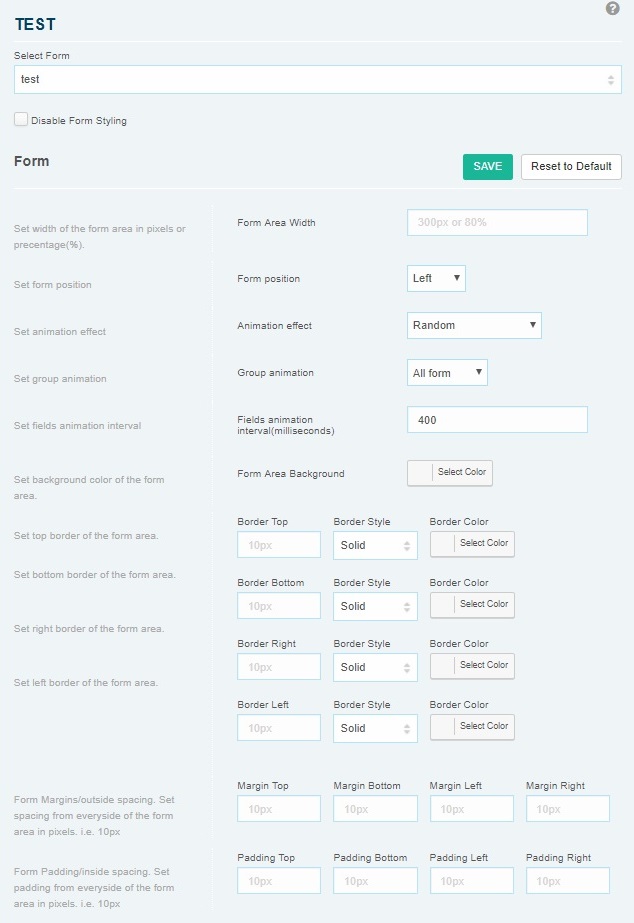 ?
TEST
Select Form
test
Disable Form Styling
Form
SAVE
Reset to Default
Set width of the form area in pixels or
precentage(%).
Form Area Width
300px or 80%
Set form position
Form position
Left
Set animation effect
Animation effect
Random
Set group animation
Group animation
All form
Set fields animation interval
Fields animation
interval(milliseconds)
400
Set background color of the form
area.
Form Area Background
Select Color
Set top border of the form area.
Border Top
Border Style
Border Color
10px
Solid
Select Color
Set bottom border of the form area.
Border Bottom
Border Style
Border Color
10px
Solid
Select Color
Set right border of the form area.
Border Right
Border Style
Border Color
10px
Solid
Select Color
Set left border of the form area.
Border Left
Border Style
Border Color
10px
Solid
Select Color
Form Margins/outside spacing. Set
spacing from everyside of the form
area in pixels. i.e. 10px
Margin Top
Margin Bottom
Margin Left
Margin Right
10px
10px
10px
10px
Form Padding/inside spacing. Set
padding from everyside of the form
area in pixels. i.e. 10px
Padding Top
Padding Bottom
Padding Left
Padding Right
10px
10px
10px
10px